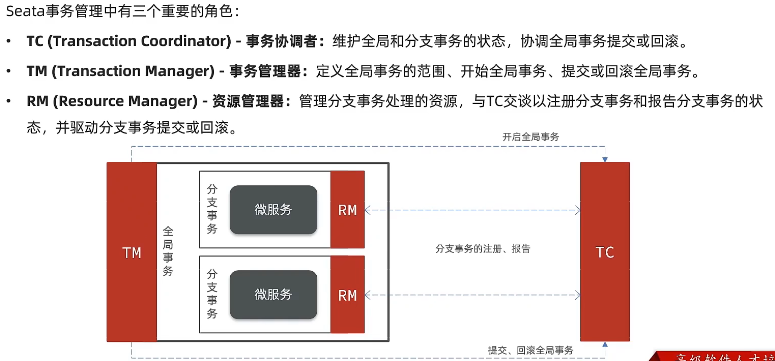 Seata事务管理中有三个重要的角色：
• TC (Transaction Coordinator) - 事务协调者：维护全局和分支事务的状态，协调全局事务提交或回滚。
• TM (Transaction Manager) - 事务管理器：定义全局事务的范围、开始全局事务、提交或回滚全局事务。
• RM (Resource Manager) - 资源管理器：管理分支事务处理的资源，与TC交谈以注册分支事务和报告分支事务的状
态，并驱动分支事务提交或回滚。
开启全局事务
TM
全局事务
分支事务
微服务
RM
分支事务的注册、报告
TC
分支事务
微服务
RM
提交、回滚全局事务